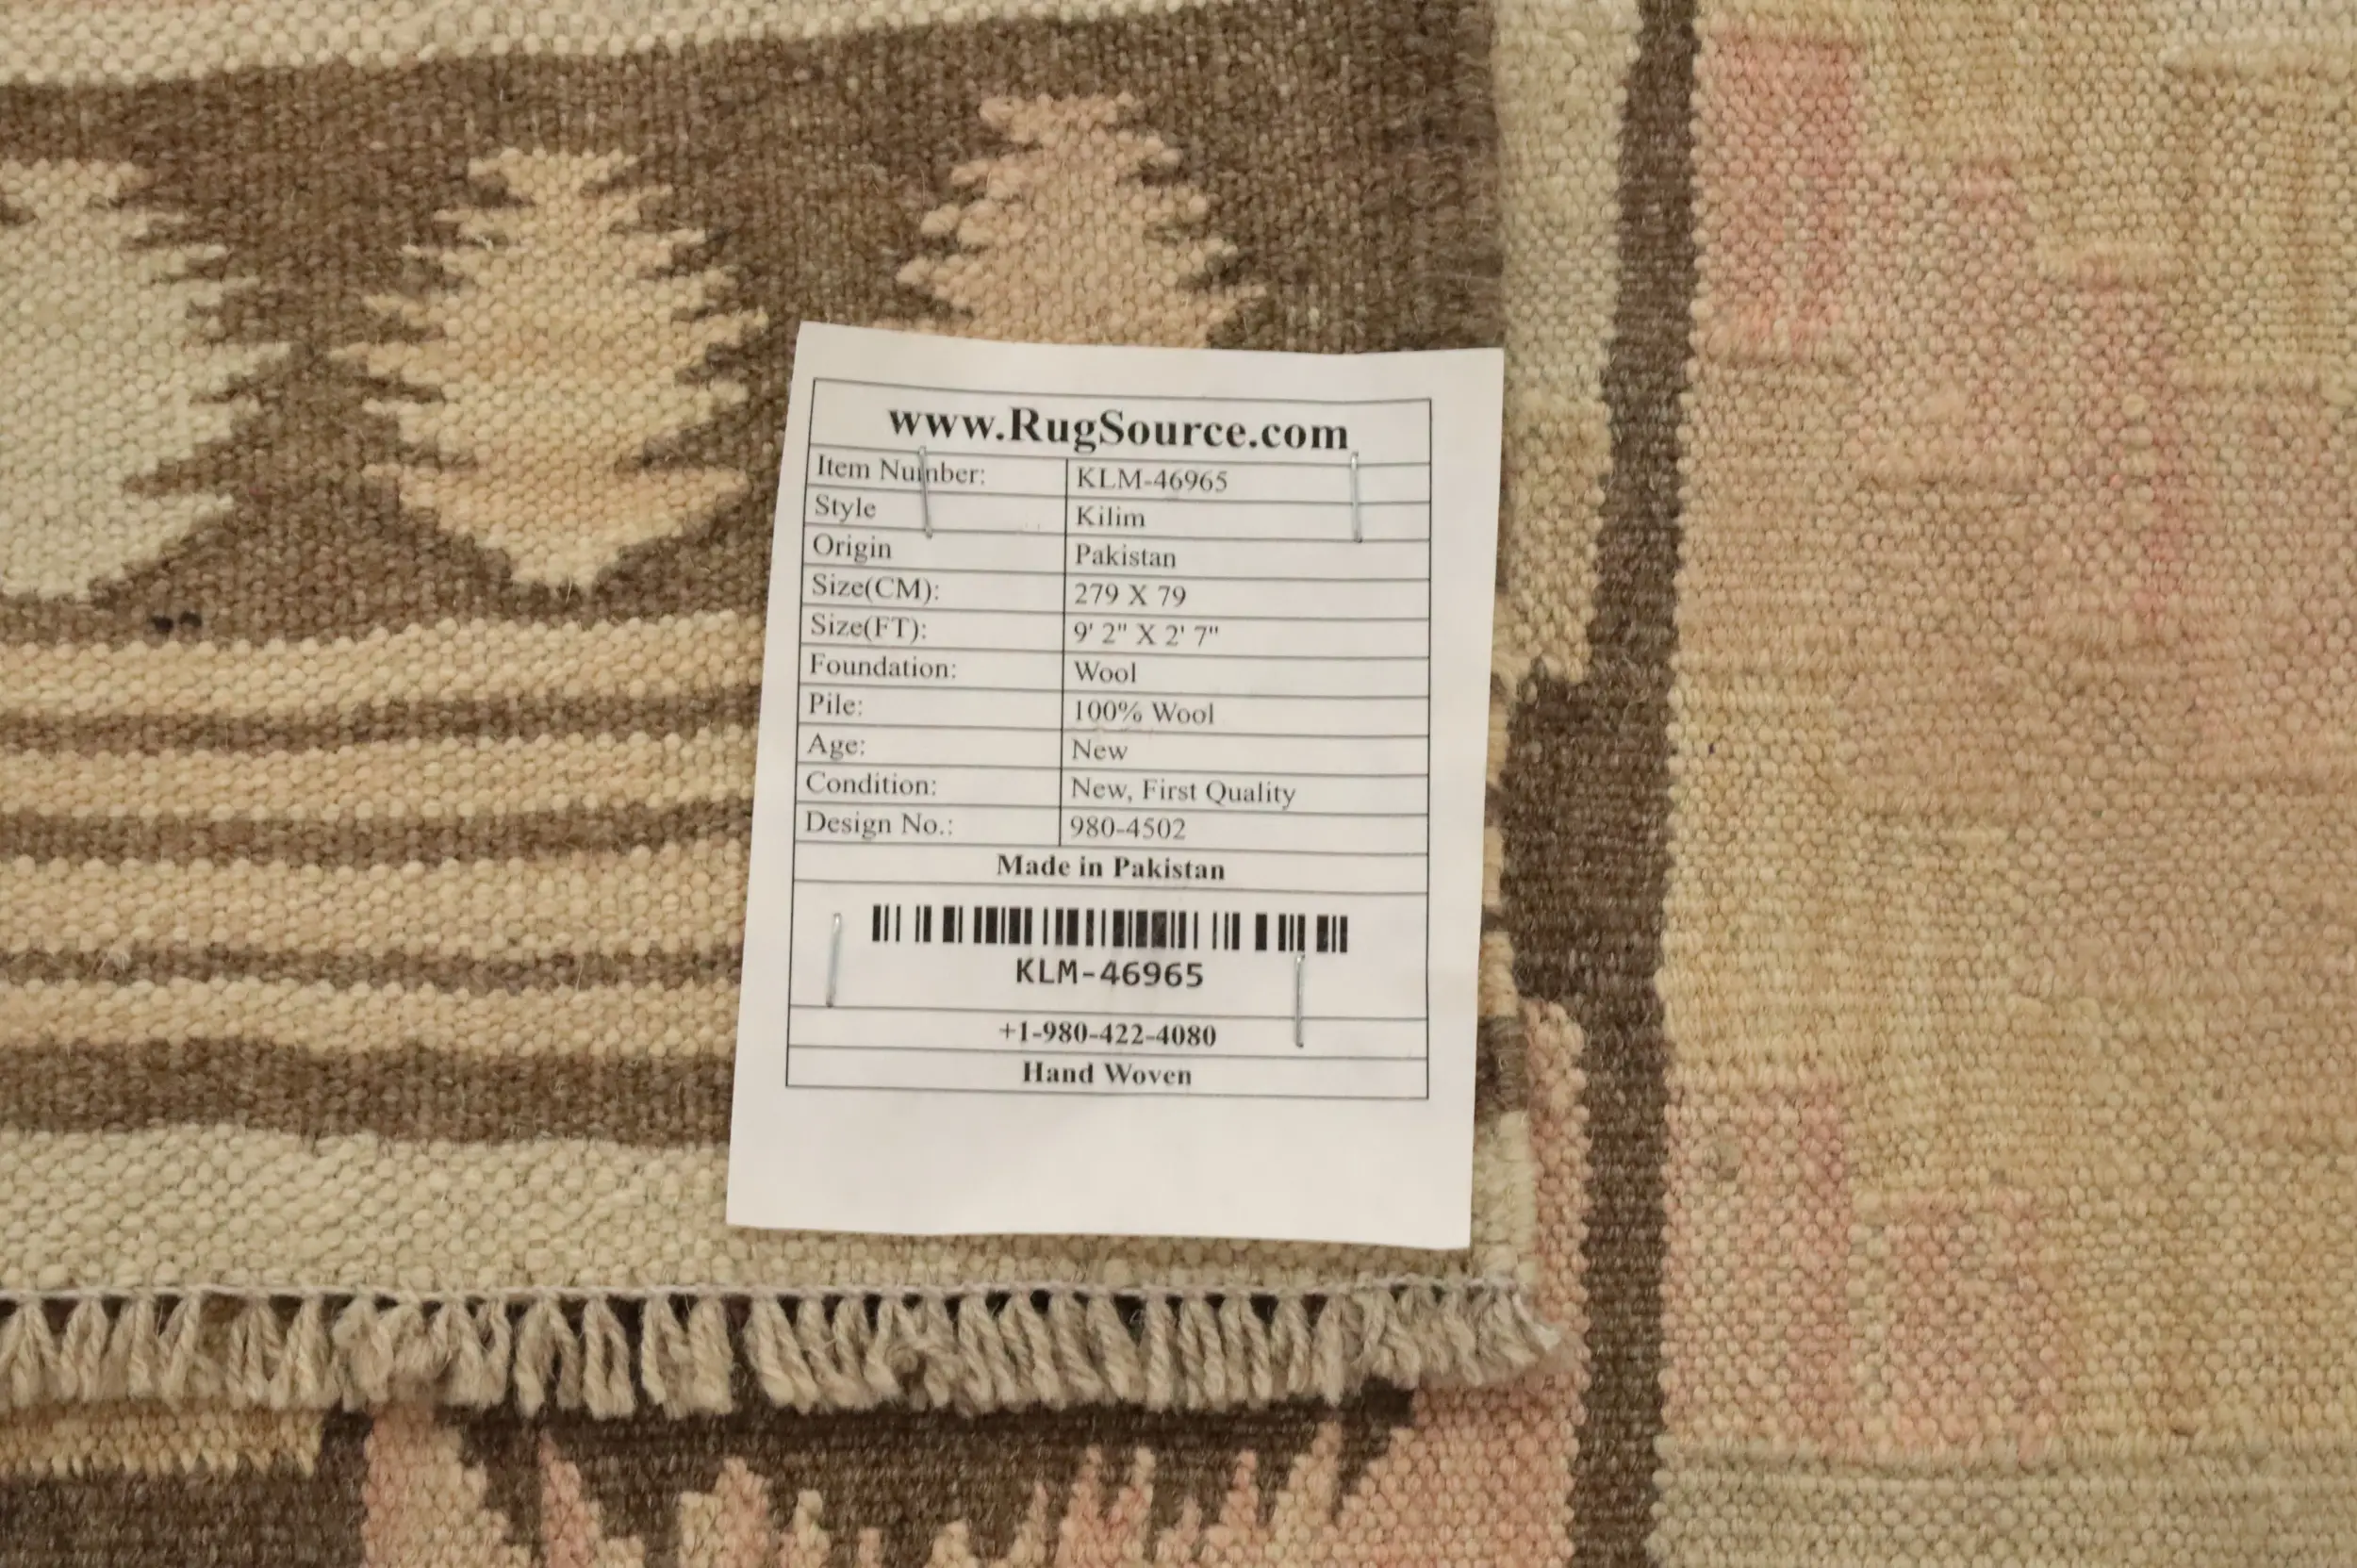 www.RugSource.com
Item Number: KLM-46965
Style Kilim
Origin Pakistan
Size(CM): 279 X 79
Size(FT): 9' 2" X 2' 7"
Foundation: Wool
Pile: 100% Wool
Age: New
Condition: New, First Quality
Design No.: 980-4502
Made in Pakistan
KLM-46965
+1-980-422-4080
Hand Woven